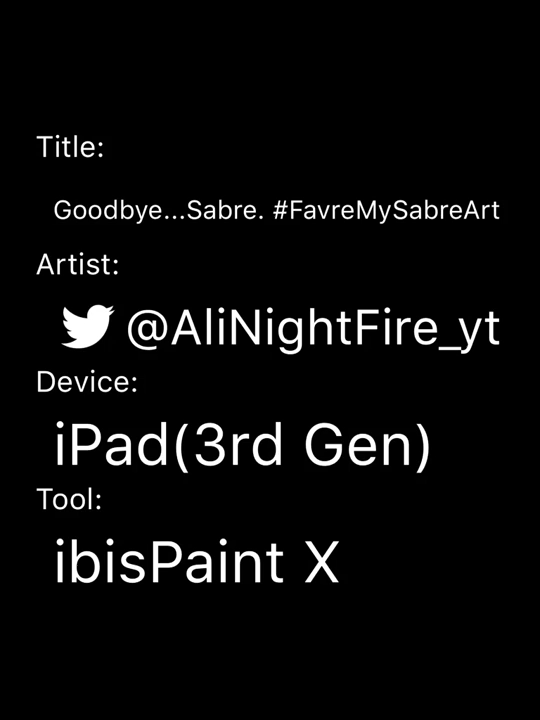 Title:
Goodbye...Sabre. #FavreMySabreArt
Artist:
@AliNightFire_yt
Device:
iPad(3rd Gen)
Tool:
ibisPaint X